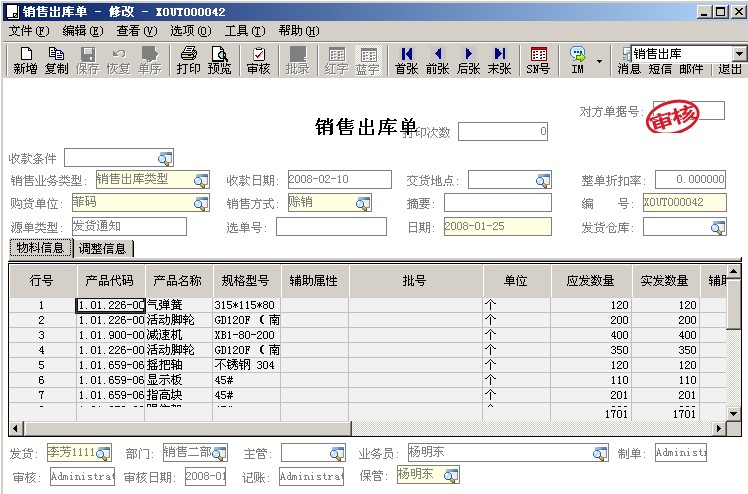 销售出库单 - 修改 - XOUT000042
文件(F) 编辑(E) 查看(V) 选项(O) 工具(T) 帮助(H)
销售出库
新增 复制 保存 恢复 单序 打印 预览 审核 批录 红字 蓝字 首张 前张 后张 末张 SN号 IM 消息 短信 邮件 退出
对方单据号:
审核
销售出库单
打印次数 0
收款条件
销售业务类型: 销售出库类型 收款日期: 2008-02-10 交货地点: 整单折扣率: 0.000000
购货单位: 菲码 销售方式: 赊销 摘要: 编 号: XOUT000042
源单类型: 发货通知 选单号: 日期: 2008-01-25 发货仓库:
物料信息 调整信息
行号 产品代码 产品名称 规格型号 辅助属性 批号 单位 应发数量 实发数量 辅助
1 1.01.226-00 气弹簧 315*115*80 个 120 120
2 1.01.226-00 活动脚轮 GD120F (南 个 200 200
3 1.01.900-00 减速机 XB1-80-200 个 400 400
4 1.01.226-00 活动脚轮 GD120F (南 个 350 350
5 1.01.659-06 摇把轴 不锈钢 304 个 120 120
6 1.01.659-06 显示板 45# 个 110 110
7 1.01.659-06 指高块 45# 个 201 201
1701 1701
发货: 李芳1111 部门: 销售二部 主管: 业务员: 杨明东 制单: Administr
审核: Administrat 审核日期: 2008-01 记账: Administrat 保管: 杨明东